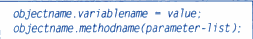 objectname.variablename = value;
objectname.methodname(parameter-list);